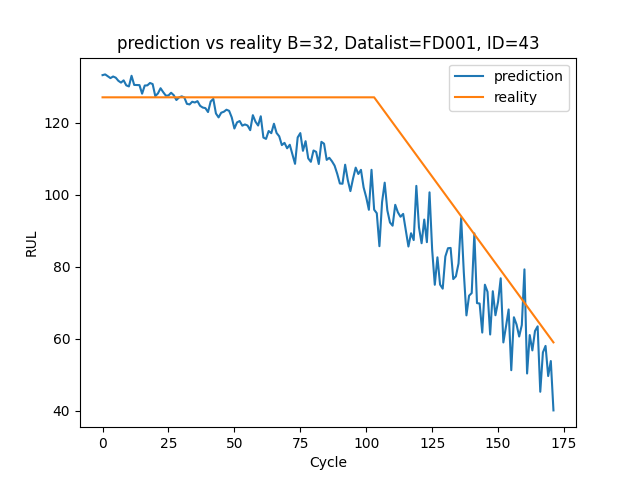 prediction vs reality B=32, Datalist=FD001, ID=43
prediction
reality
RUL
120
100
80
60
40
0 25 50 75 100 125 150 175
Cycle